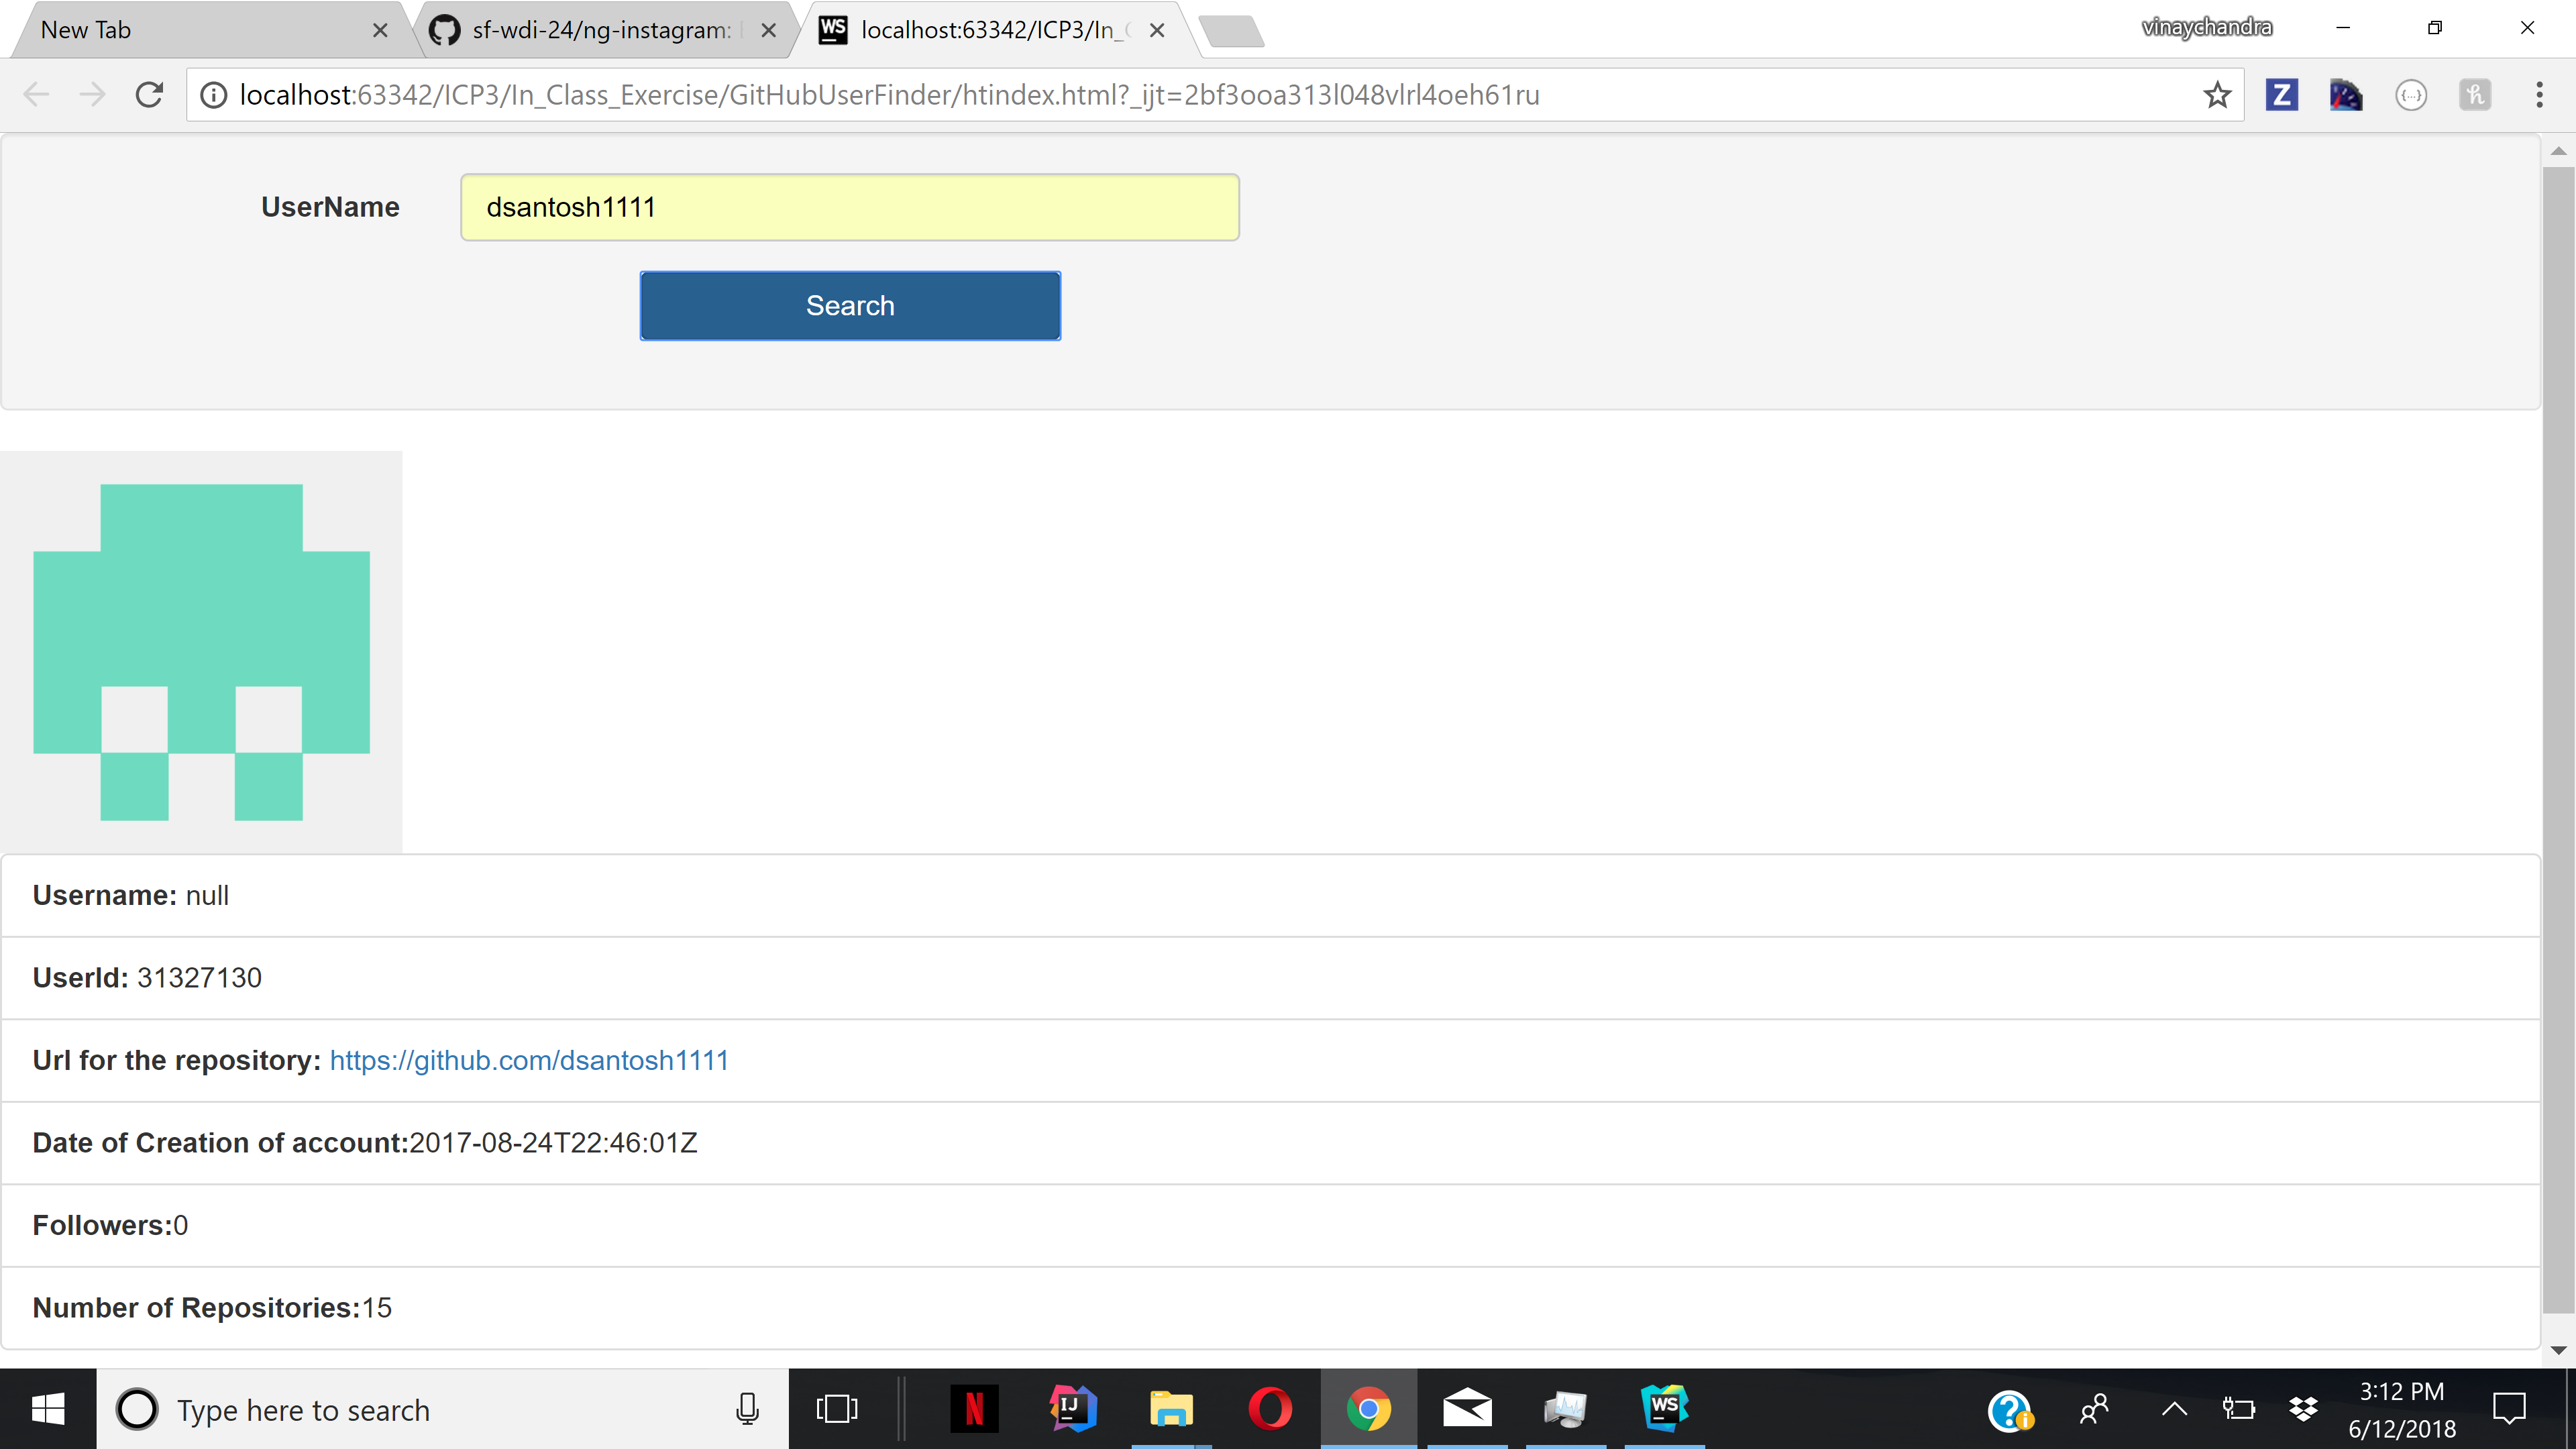 New Tab
sf-wdi-24/ng-instagram:
WS localhost:63342/ICP3/In_
vinaychandra
localhost:63342/ICP3/In_Class_Exercise/GitHubUserFinder/htindex.html?_ijt=2bf3ooa313l048vlrl4oeh61ru
Z
UserName dsantosh1111
Search
Username: null
UserId: 31327130
Url for the repository: https://github.com/dsantosh1111
Date of Creation of account:2017-08-24T22:46:01Z
Followers:0
Number of Repositories:15
Type here to search
N
IJ
WS
3:12 PM
6/12/2018